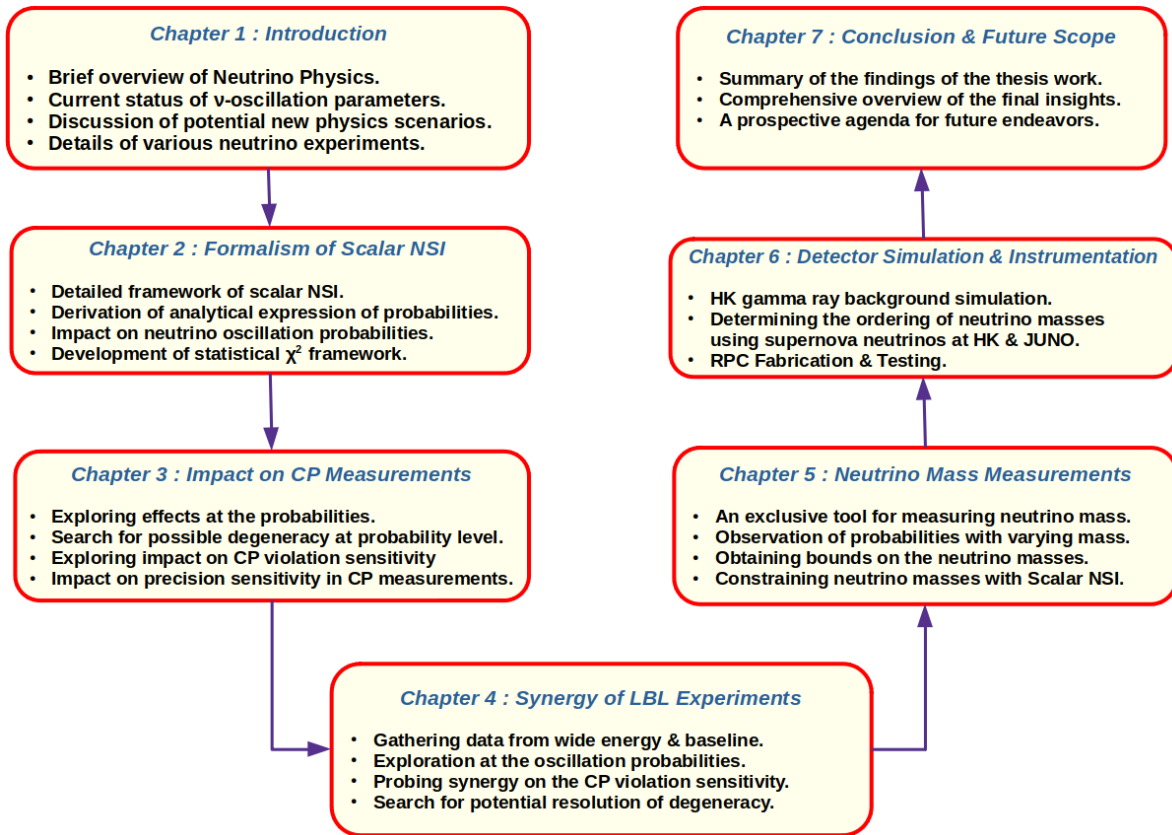 Chapter 1 : Introduction
• Brief overview of Neutrino Physics.
• Current status of ν-oscillation parameters.
• Discussion of potential new physics scenarios.
• Details of various neutrino experiments.
Chapter 2 : Formalism of Scalar NSI
• Detailed framework of scalar NSI.
• Derivation of analytical expression of probabilities.
• Impact on neutrino oscillation probabilities.
• Development of statistical χ² framework.
Chapter 3 : Impact on CP Measurements
• Exploring effects at the probabilities.
• Search for possible degeneracy at probability level.
• Exploring impact on CP violation sensitivity
• Impact on precision sensitivity in CP measurements.
Chapter 4 : Synergy of LBL Experiments
• Gathering data from wide energy & baseline.
• Exploration at the oscillation probabilities.
• Probing synergy on the CP violation sensitivity.
• Search for potential resolution of degeneracy.
Chapter 5 : Neutrino Mass Measurements
• An exclusive tool for measuring neutrino mass.
• Observation of probabilities with varying mass.
• Obtaining bounds on the neutrino masses.
• Constraining neutrino masses with Scalar NSI.
Chapter 6 : Detector Simulation & Instrumentation
• HK gamma ray background simulation.
• Determining the ordering of neutrino masses
using supernova neutrinos at HK & JUNO.
• RPC Fabrication & Testing.
Chapter 7 : Conclusion & Future Scope
• Summary of the findings of the thesis work.
• Comprehensive overview of the final insights.
• A prospective agenda for future endeavors.